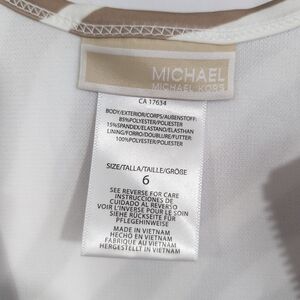 MICHAEL
MICHAEL KORS
CA 17634
BODY/EXTERIOR/CORPS/AUBENSTOFF:
85%POLYESTER/POLIESTER
15%SPANDEX/ELASTANO/ELASTHAN
LINING/FORRO/DOUBLURE/FUTTER:
100%POLYESTER/POLIESTER
SIZE/TALLA/TAILLE/GRÖßE
6
SEE REVERSE FOR CARE
INSTRUCCIONES DE
CUIDADO AL REVERSO
VOIR L'INVERSE POUR LE SOIN
SIEHE RÜCKSEITE FÜR
PFLEGEHINWEISE
MADE IN VIETNAM
HECHO EN VIETNAM
FABRIQUE AU VIETNAM
HERGESTELLT IN VIETNAM